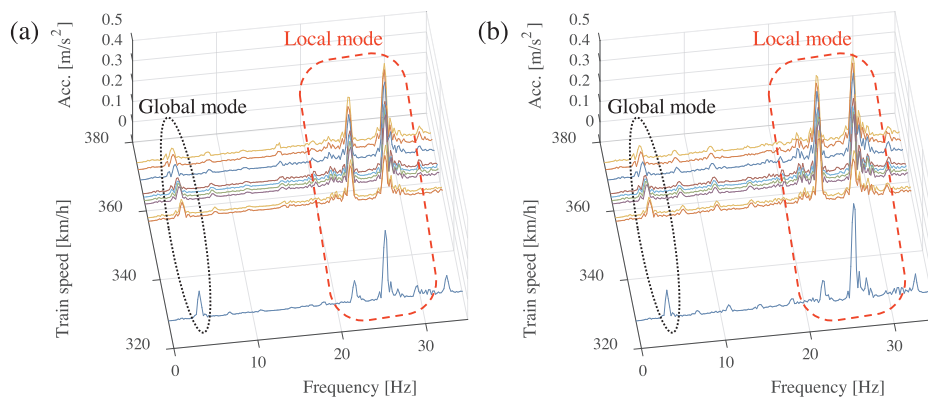 (a)
Acc. [m/s²]
0.5
0.4
0.3
0.2
0.1
0
Local mode
Global mode
380
360
340
320
Train speed [km/h]
0
10
20
30
Frequency [Hz]
(b)
Acc. [m/s²]
0.5
0.4
0.3
0.2
0.1
0
Local mode
Global mode
380
360
340
320
Train speed [km/h]
0
10
20
30
Frequency [Hz]